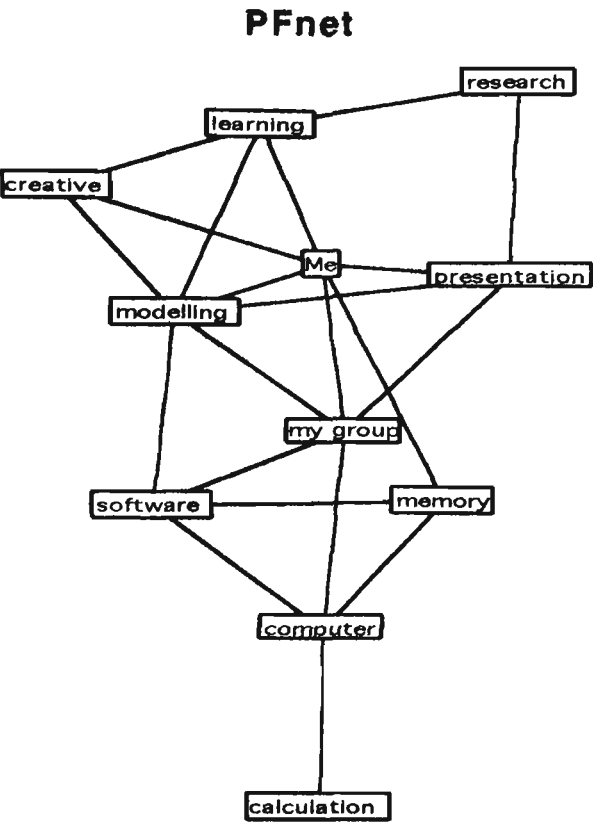 PFnet
research
learning
creative
Me
presentation
modelling
my group
software
memory
computer
calculation